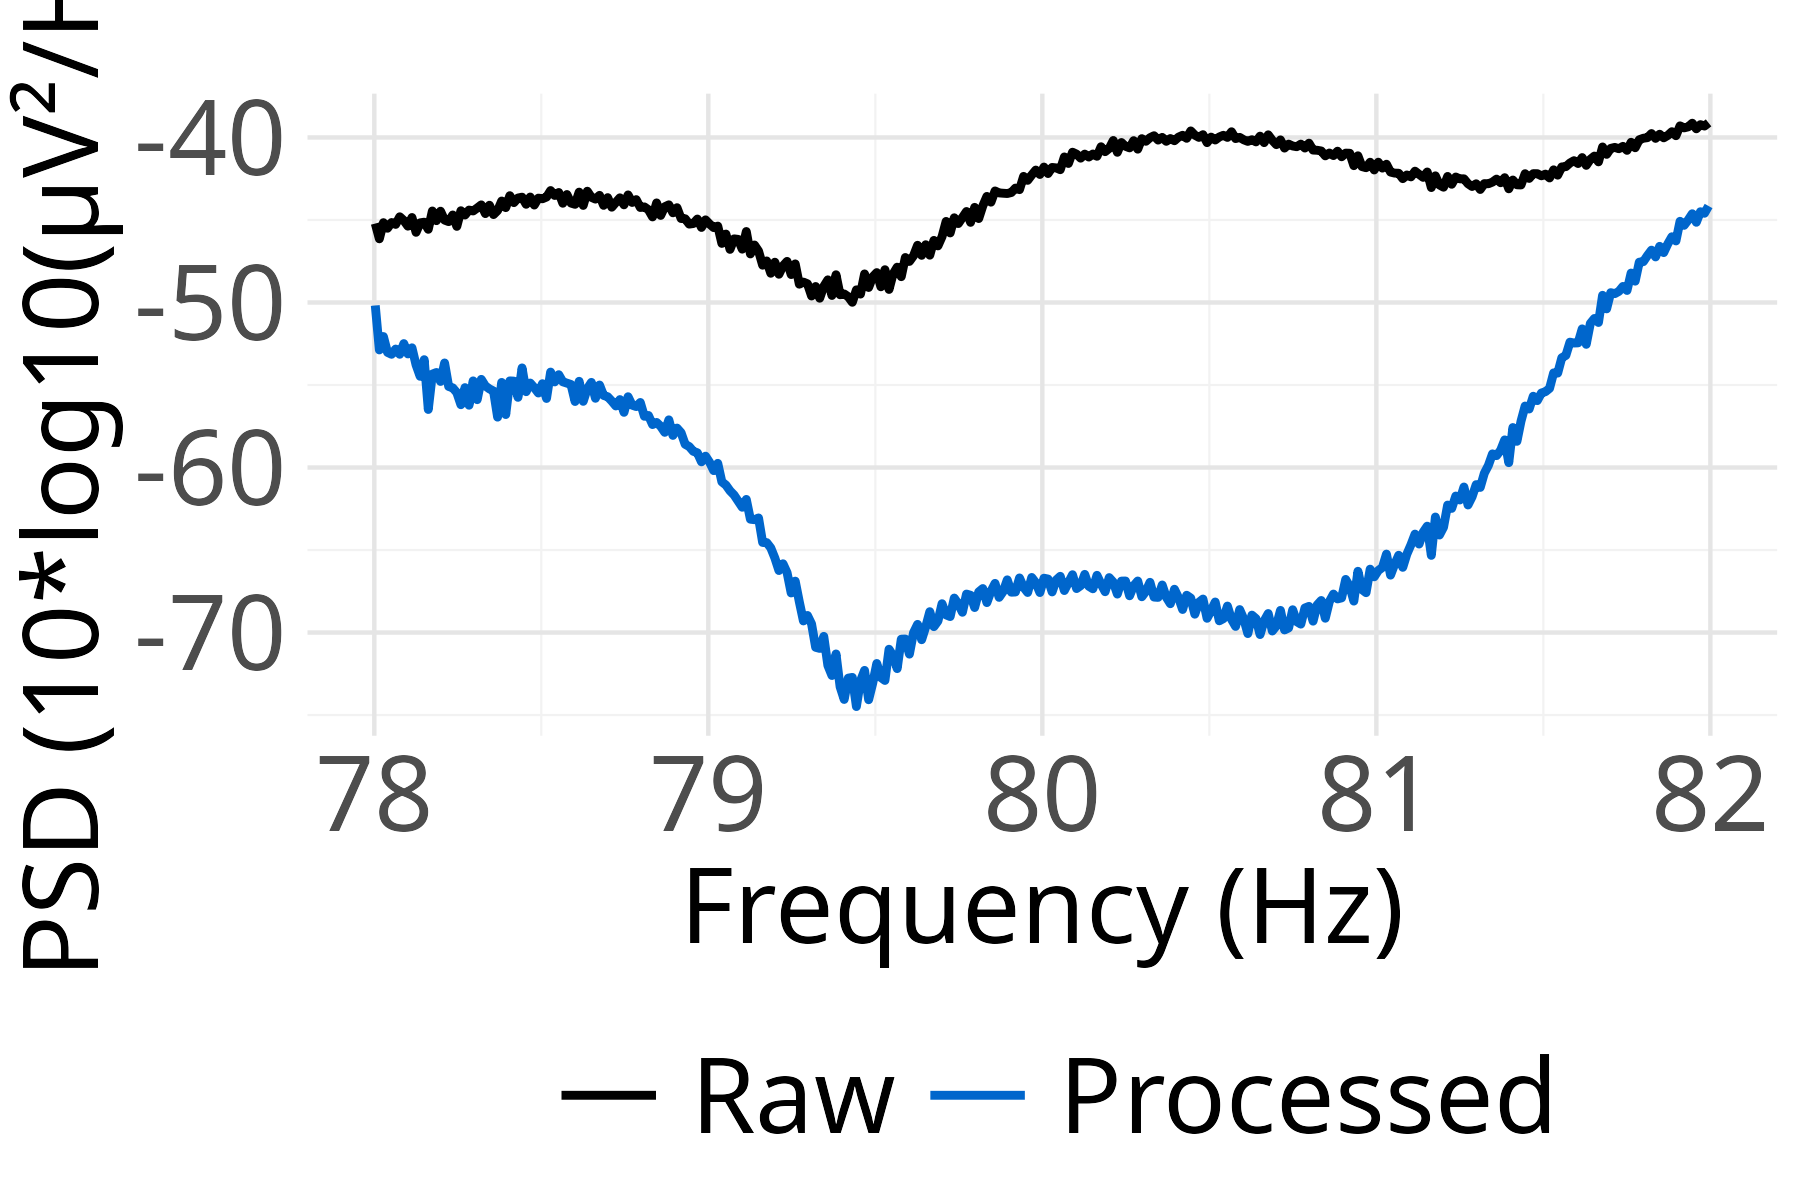 PSD (10*log10(µV²/H
-40
-50
-60
-70
78 79 80 81 82
Frequency (Hz)
Raw Processed